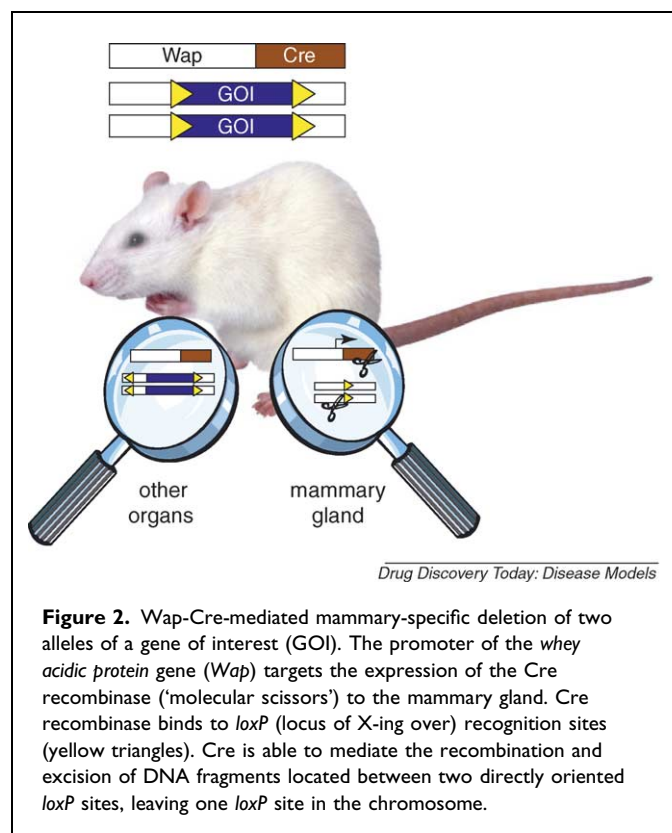 Wap Cre
GOI
GOI
other
organs
mammary
gland
Drug Discovery Today: Disease Models
Figure 2. Wap-Cre-mediated mammary-specific deletion of two
alleles of a gene of interest (GOI). The promoter of the whey
acidic protein gene (Wap) targets the expression of the Cre
recombinase (‘molecular scissors’) to the mammary gland. Cre
recombinase binds to loxP (locus of X-ing over) recognition sites
(yellow triangles). Cre is able to mediate the recombination and
excision of DNA fragments located between two directly oriented
loxP sites, leaving one loxP site in the chromosome.